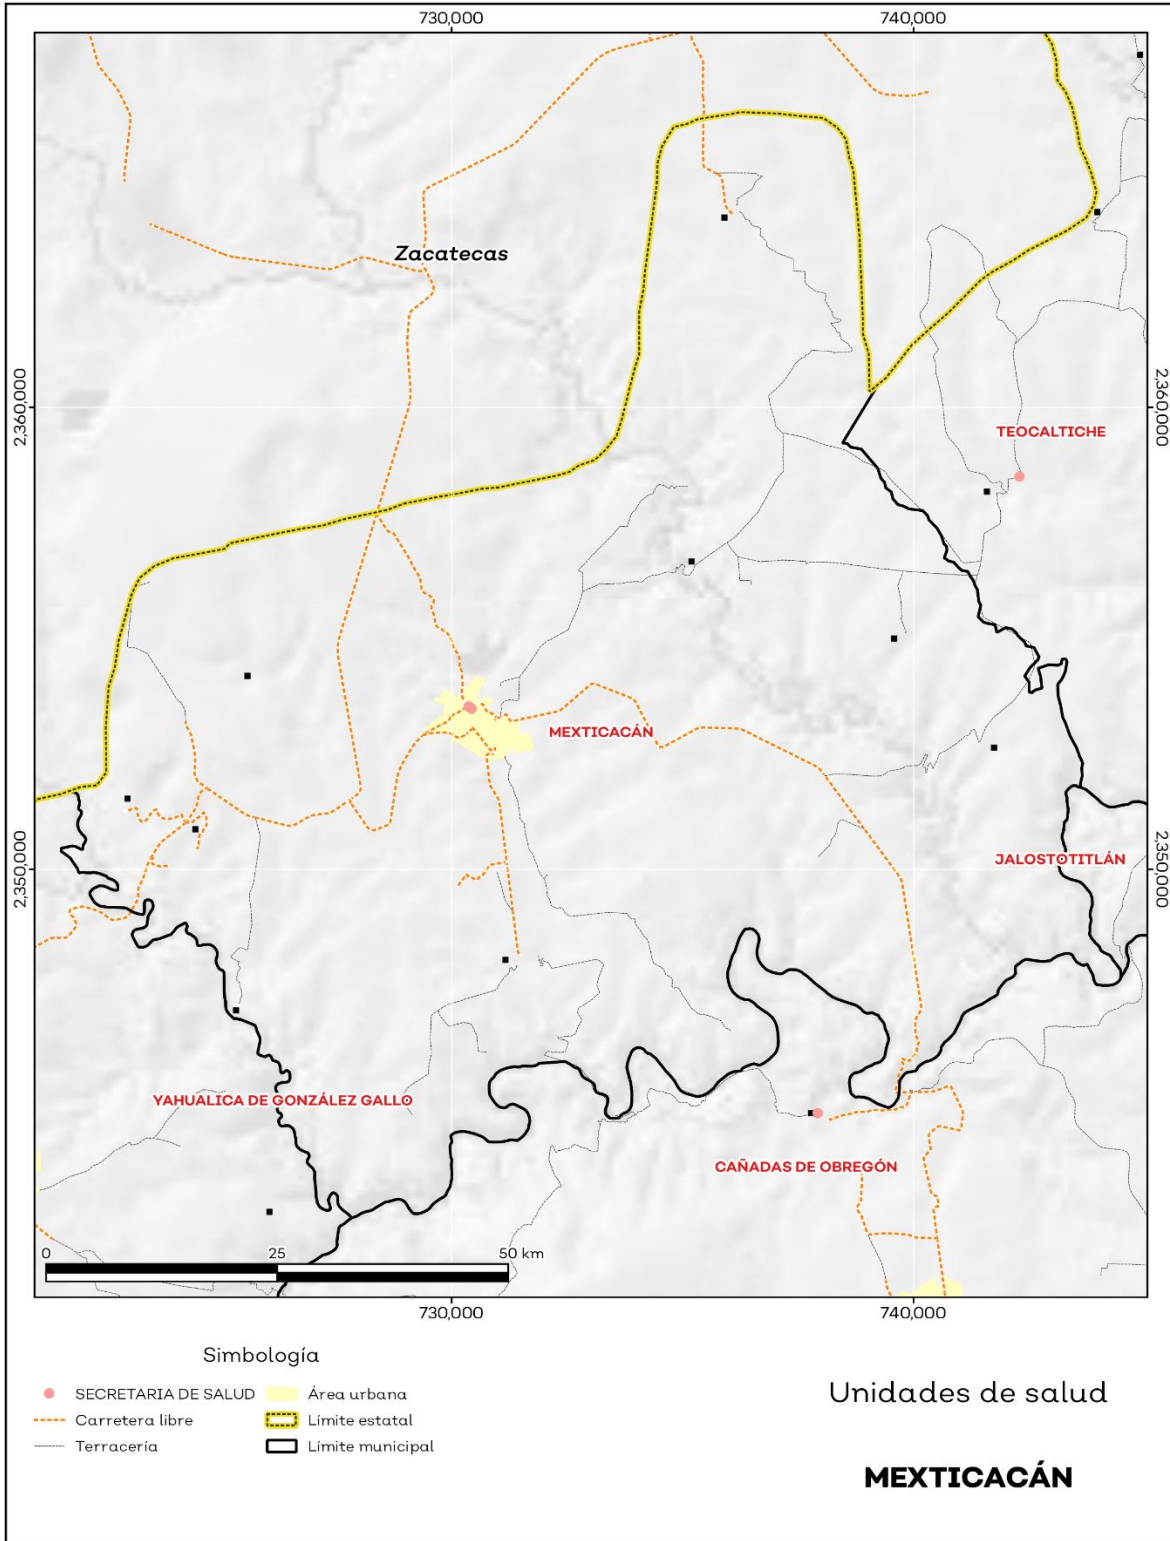 730,000
740,000
Zacatecas
2,360,000
2,360,000
TEOCALTICHE
MEXTICACÁN
JALOSTOTITLÁN
2,350,000
2,350,000
YAHUALICA DE GONZÁLEZ GALLO
CAÑADAS DE OBREGÓN
0 25 50 km
730,000
740,000
Simbología
SECRETARIA DE SALUD
Área urbana
Carretera libre
Límite estatal
Terracería
Límite municipal
Unidades de salud
MEXTICACÁN